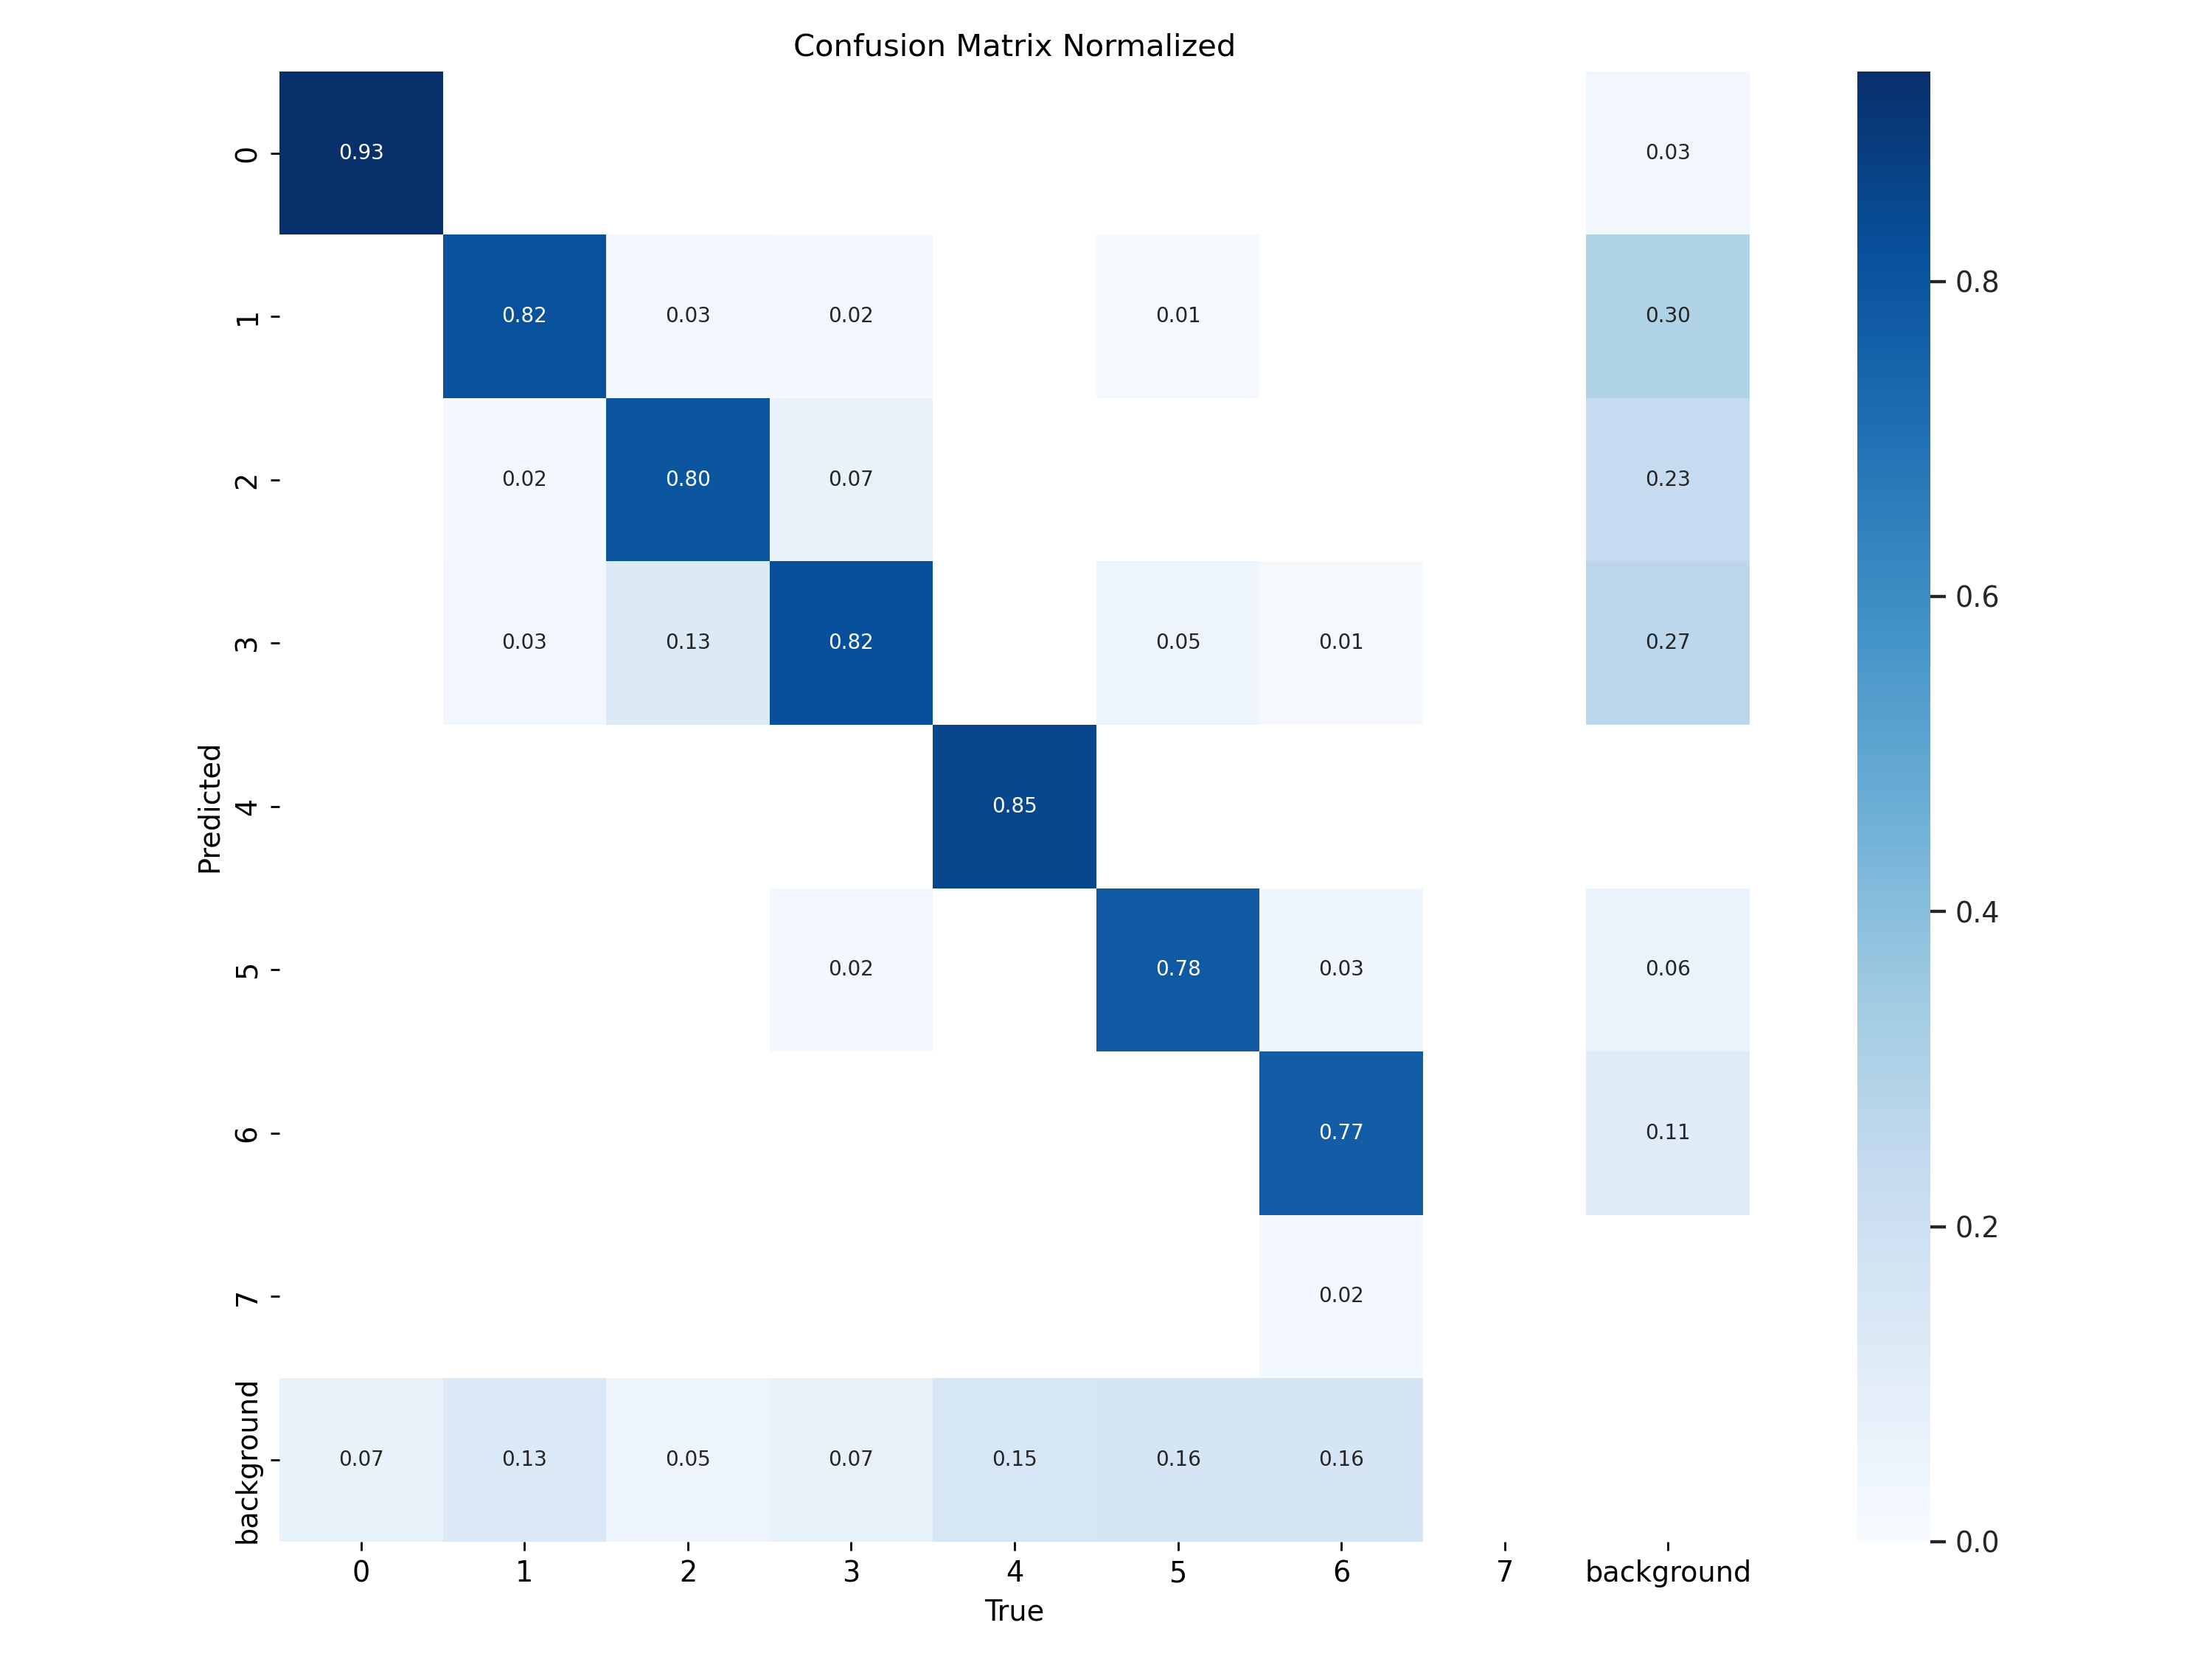 Confusion Matrix Normalized
0 0.93 0.03
1 0.82 0.03 0.02 0.01 0.30
2 0.02 0.80 0.07 0.23
3 0.03 0.13 0.82 0.05 0.01 0.27
4 0.85
5 0.02 0.78 0.03 0.06
6 0.77 0.11
7 0.02
background 0.07 0.13 0.05 0.07 0.15 0.16 0.16
0 1 2 3 4 5 6 7 background
True
Predicted
0.8
0.6
0.4
0.2
0.0